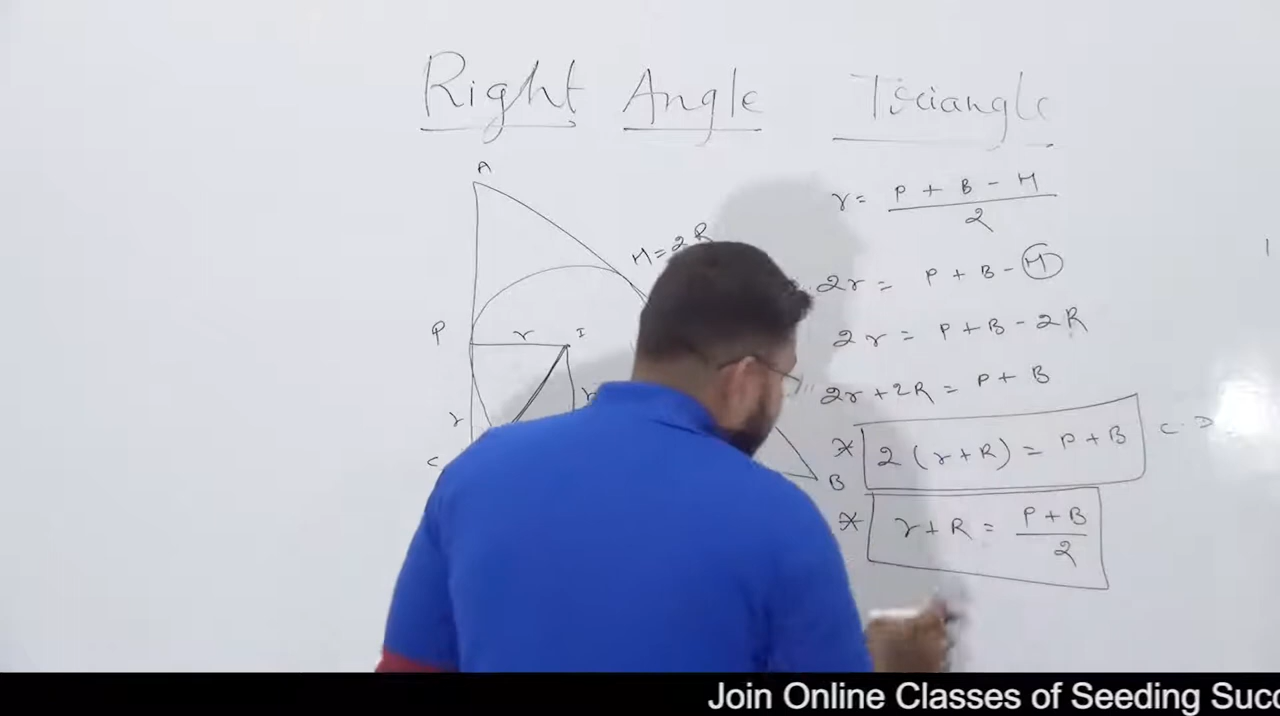 Right Angle Triangle
A
r = P + B - H / 2
H = 2R
2r = P + B - H
P r I
2r = P + B - 2R
2r + 2R = P + B
r r
* 2 (r + R) = P + B C.D
C B
* r + R = P + B / 2
Join Online Classes of Seeding Succ